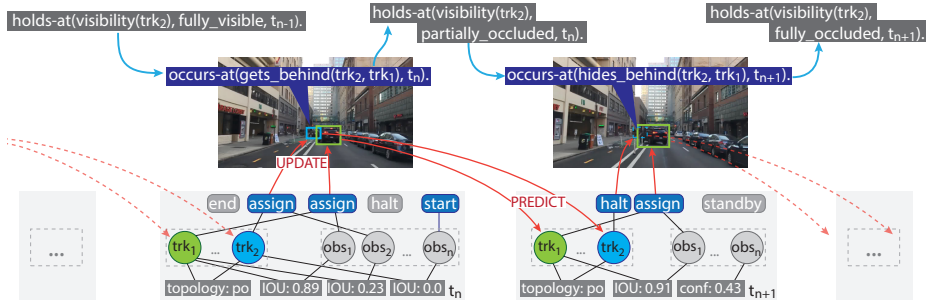 holds-at(visibility(trk2), fully_visible, tn-1).
holds-at(visibility(trk2),
partially_occluded, tn).
holds-at(visibility(trk2),
fully_occluded, tn+1).
occurs-at(gets_behind(trk2, trk1), tn).
occurs-at(hides_behind(trk2, trk1), tn+1).
UPDATE
PREDICT
end
assign
assign
halt
start
halt
assign
standby
...
trk1
...
trk2
obs1
obs2
...
obsn
trk1
...
trk2
obs1
...
obsn
...
topology: po
IOU: 0.89
IOU: 0.23
IOU: 0.0
tn
topology: po
IOU: 0.91
conf: 0.43
tn+1